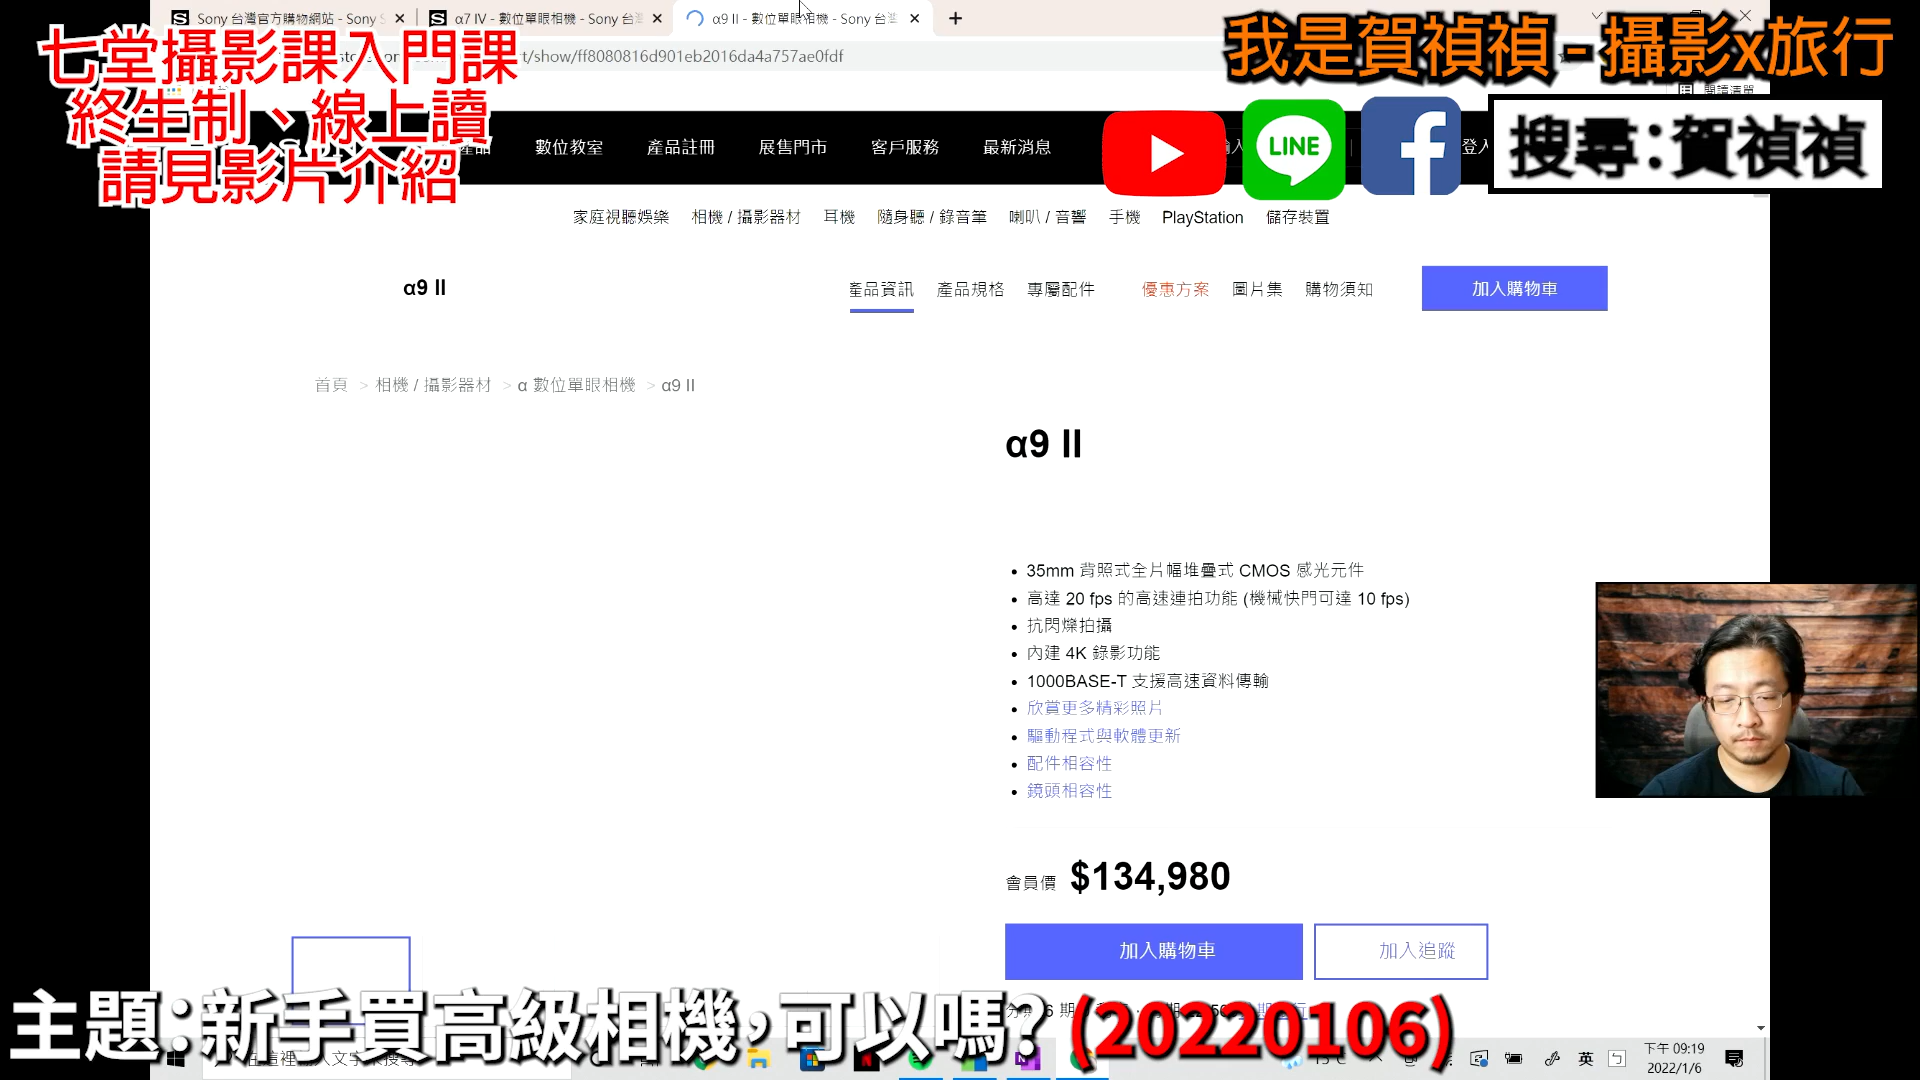 Sony 台灣官方購物網站 - Sony
α7 IV - 數位單眼相機 - Sony 台
α9 II - 數位單眼相機 - Sony 台灣
t/show/ff8080816d901eb2016da4a757ae0fdf
七堂攝影課入門課
終生制、線上讀
請見影片介紹
我是賀禎禎 - 攝影x旅行
閱讀清單
數位教室 產品註冊 展售門市 客戶服務 最新消息
LINE
登入
搜尋:賀禎禎
家庭視聽娛樂 相機 / 攝影器材 耳機 隨身聽 / 錄音筆 喇叭 / 音響 手機 PlayStation 儲存裝置
α9 II
產品資訊 產品規格 專屬配件 優惠方案 圖片集 購物須知
加入購物車
首頁 > 相機 / 攝影器材 > α 數位單眼相機 > α9 II
α9 II
35mm 背照式全片幅堆疊式 CMOS 感光元件
高達 20 fps 的高速連拍功能 (機械快門可達 10 fps)
抗閃爍拍攝
內建 4K 錄影功能
1000BASE-T 支援高速資料傳輸
欣賞更多精彩照片
驅動程式與軟體更新
配件相容性
鏡頭相容性
會員價 $134,980
加入購物車
加入追蹤
主題:新手買高級相機,可以嗎? (20220106)
英
下午 09:19
2022/1/6